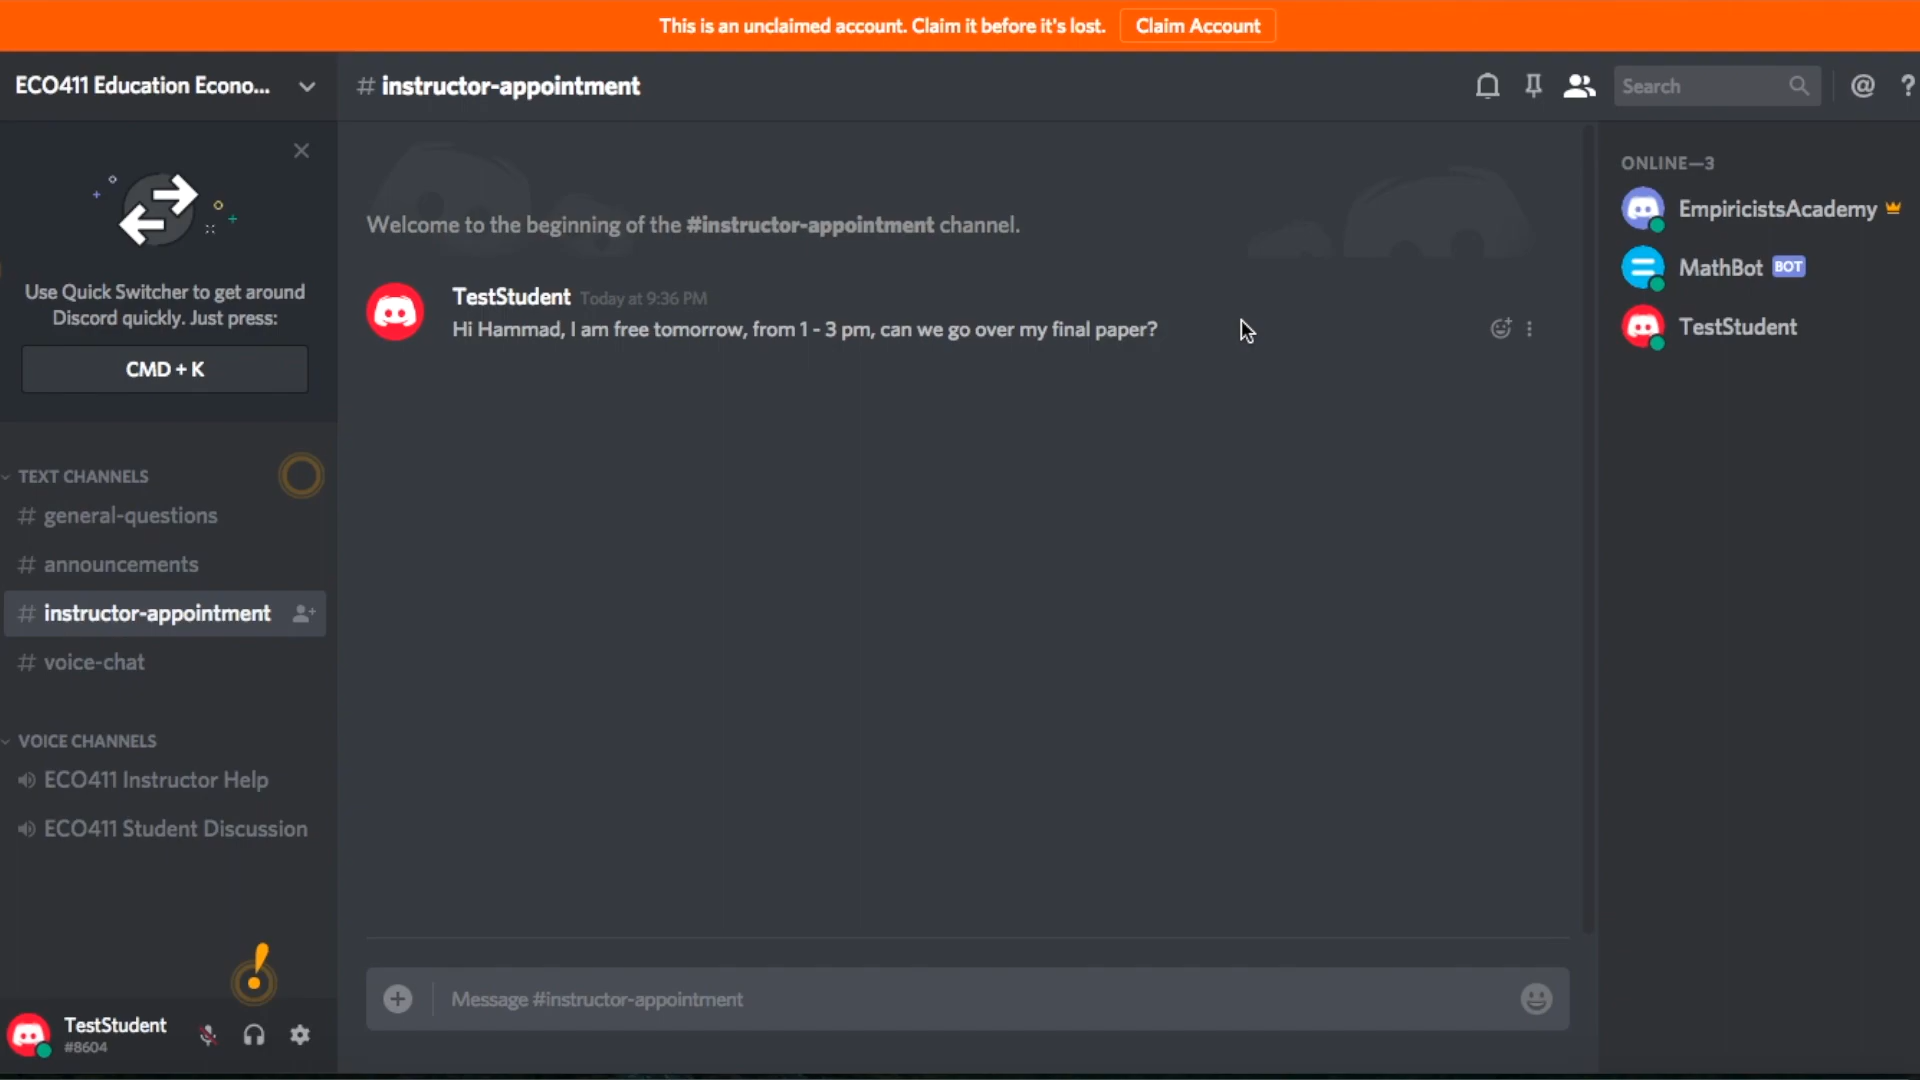 This is an unclaimed account. Claim it before it's lost. Claim Account
ECO411 Education Econo...
# instructor-appointment
Search
@ ?
Use Quick Switcher to get around
Discord quickly. Just press:
CMD + K
TEXT CHANNELS
# general-questions
# announcements
# instructor-appointment
# voice-chat
VOICE CHANNELS
ECO411 Instructor Help
ECO411 Student Discussion
TestStudent
#8604
Welcome to the beginning of the #instructor-appointment channel.
TestStudent Today at 9:36 PM
Hi Hammad, I am free tomorrow, from 1 - 3 pm, can we go over my final paper?
Message #instructor-appointment
ONLINE—3
EmpiricistsAcademy
MathBot BOT
TestStudent